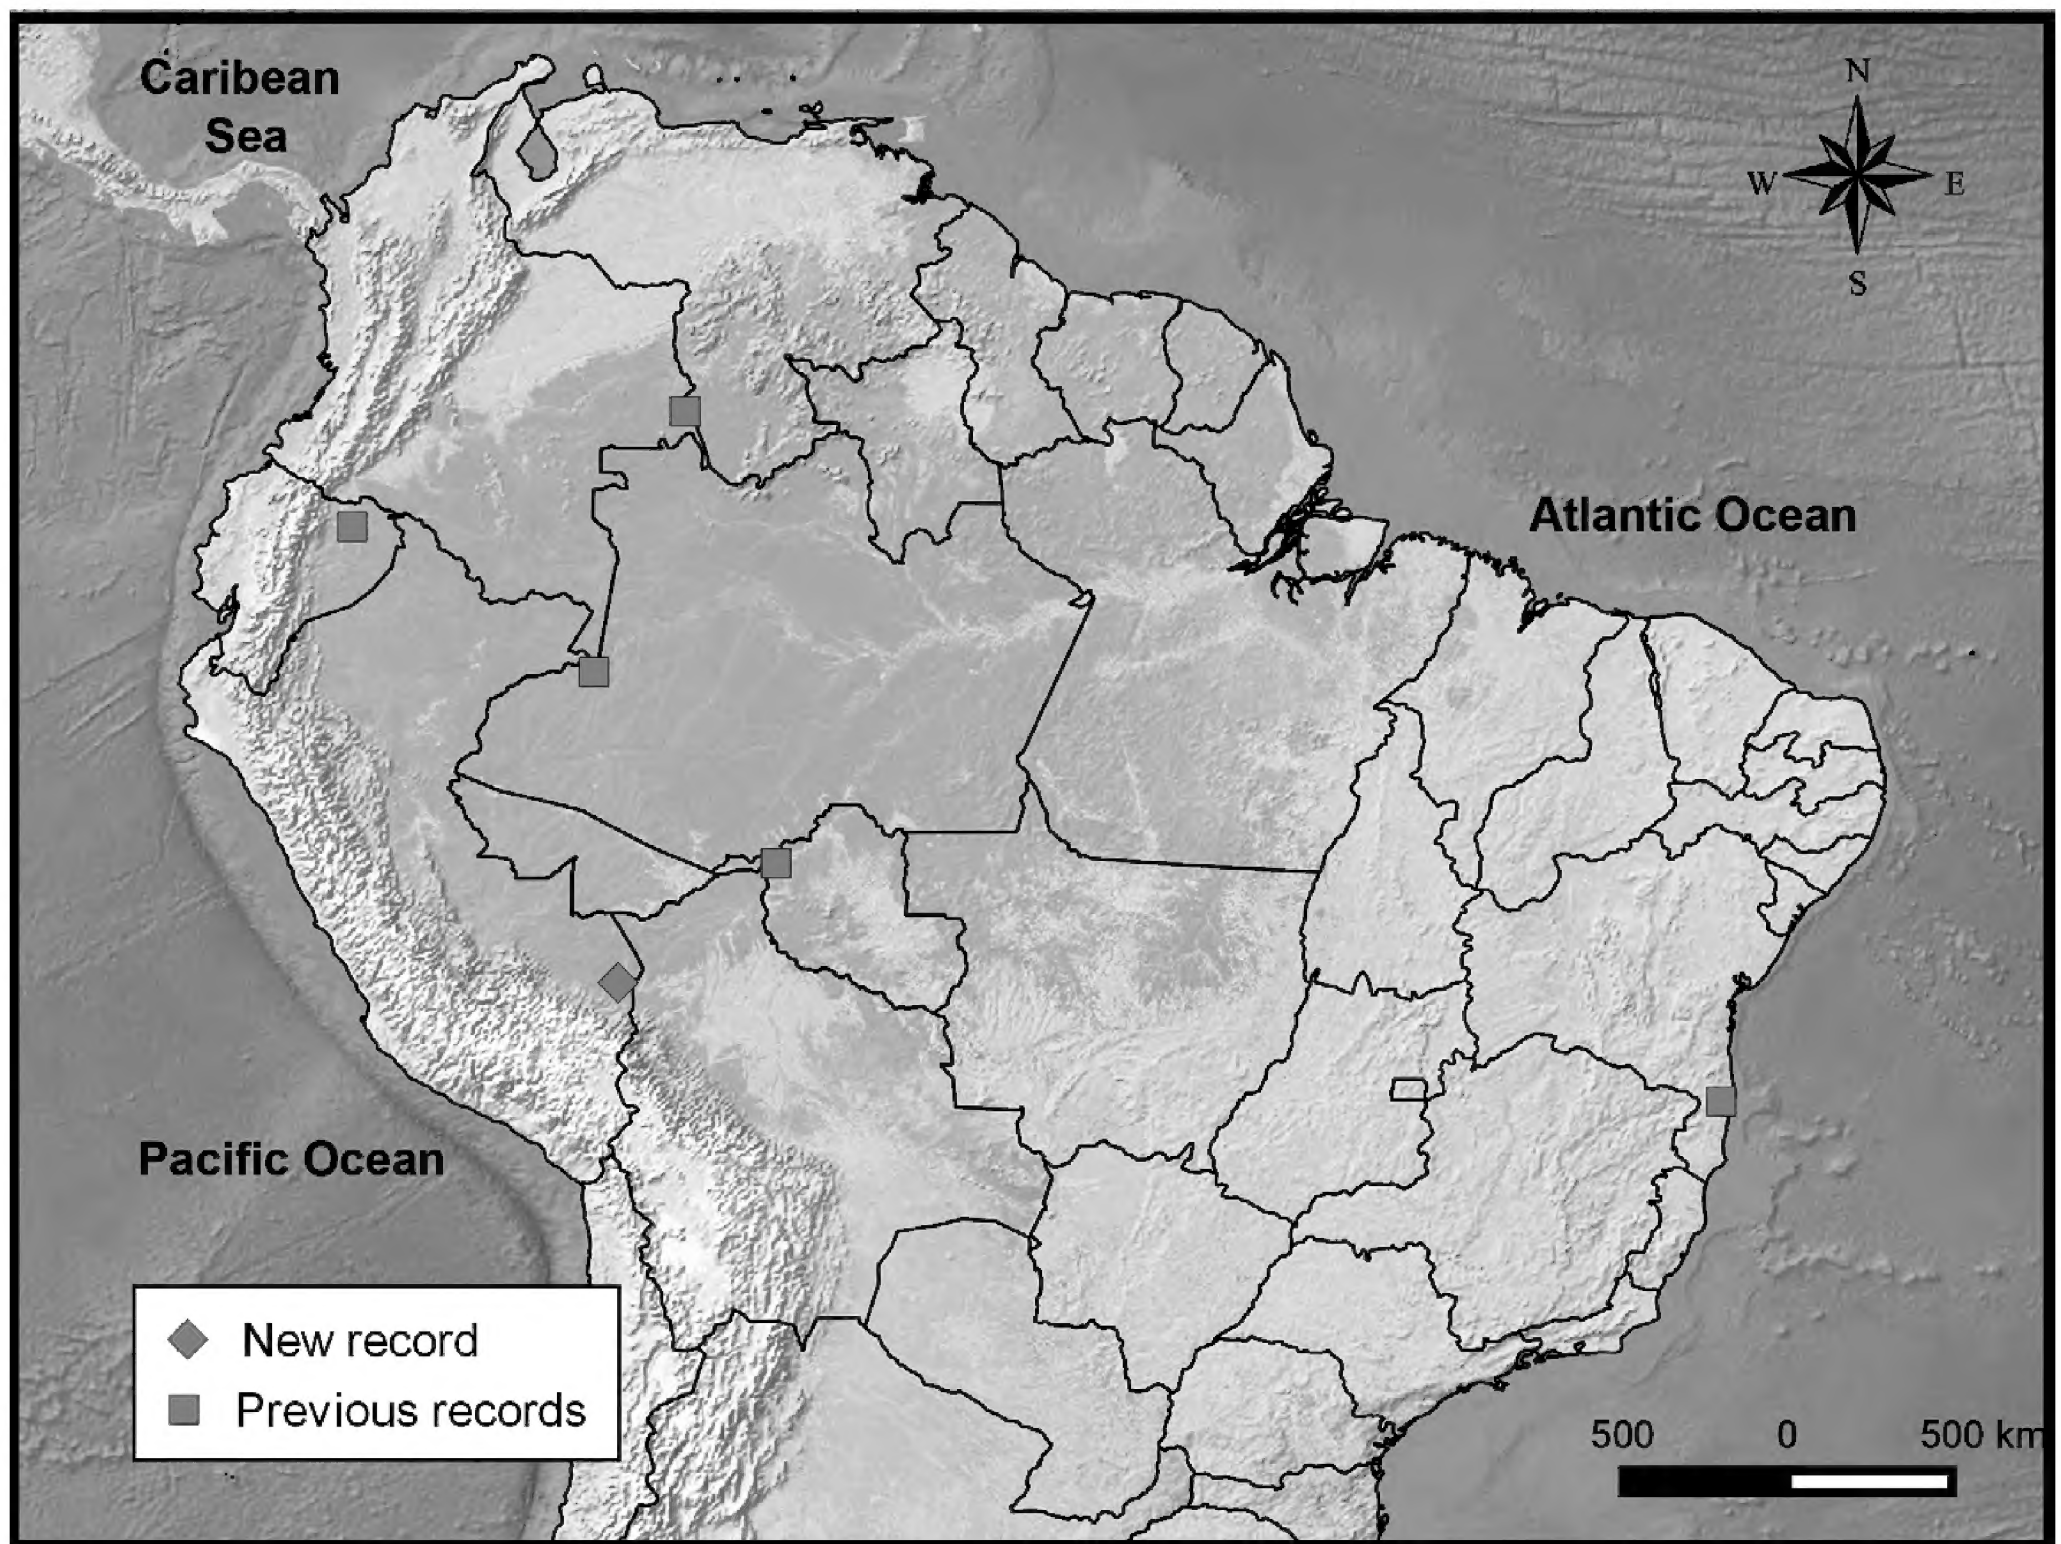 Caribean
Sea
N
W
E
S
Atlantic Ocean
Pacific Ocean
New record
Previous records
500 0 500 km